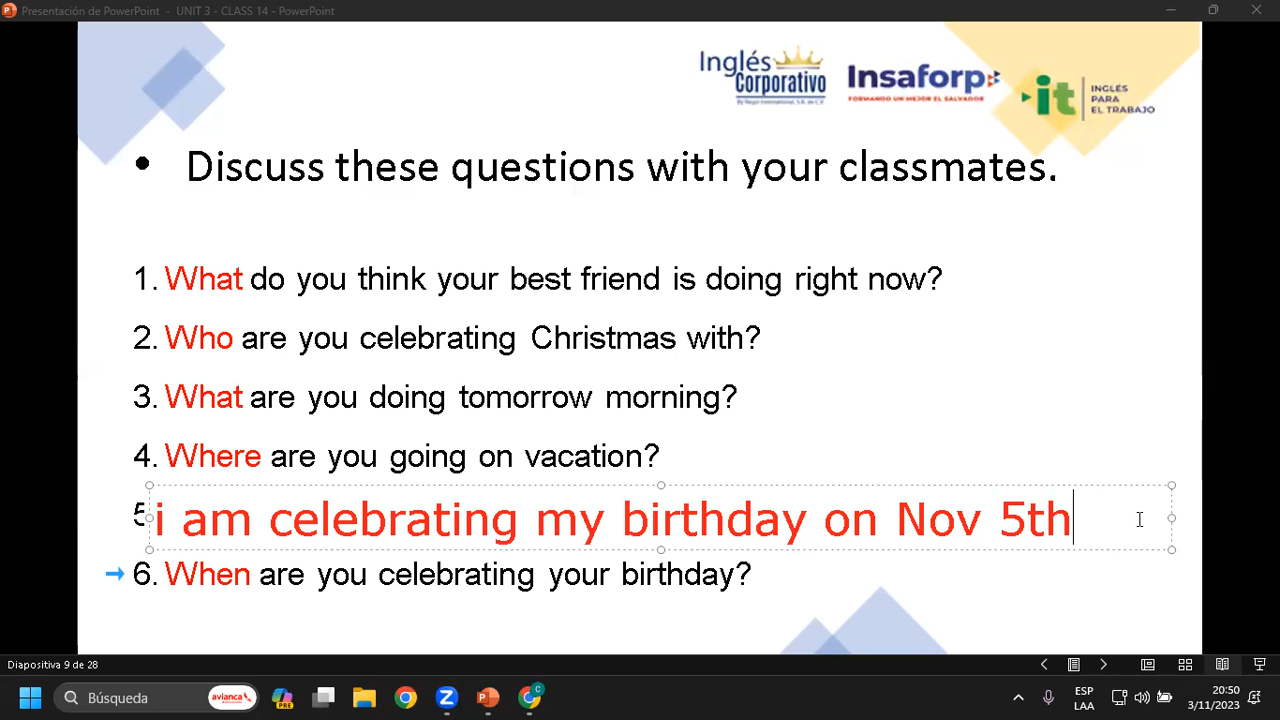 Presentación de PowerPoint - UNIT 3 - CLASS 14 - PowerPoint
Inglés
Corporativo
By Regal International, S.A. de C.V.
Insaforp
FORMANDO UN MEJOR EL SALVADOR
it
INGLÉS
PARA
EL TRABAJO
• Discuss these questions with your classmates.
1. What do you think your best friend is doing right now?
2. Who are you celebrating Christmas with?
3. What are you doing tomorrow morning?
4. Where are you going on vacation?
5
i am celebrating my birthday on Nov 5th
6. When are you celebrating your birthday?
Diapositiva 9 de 28
Búsqueda
avianca
PRE
C
ESP
LAA
20:50
3/11/2023